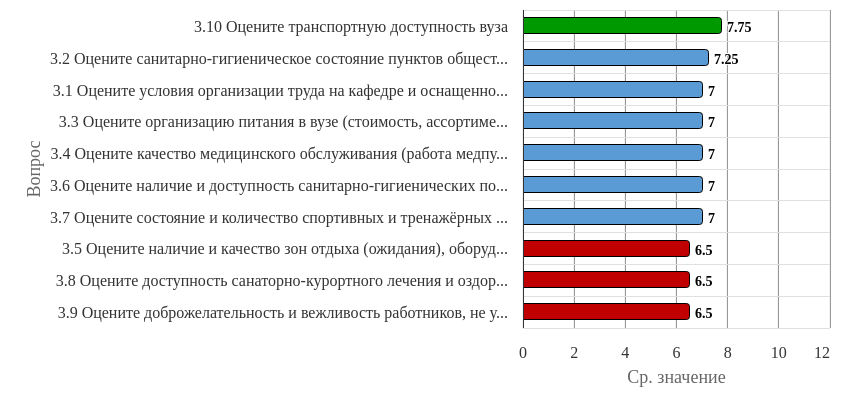 3.10 Оцените транспортную доступность вуза 7.75
3.2 Оцените санитарно-гигиеническое состояние пунктов общест... 7.25
3.1 Оцените условия организации труда на кафедре и оснащенно... 7
3.3 Оцените организацию питания в вузе (стоимость, ассортиме... 7
3.4 Оцените качество медицинского обслуживания (работа медпу... 7
3.6 Оцените наличие и доступность санитарно-гигиенических по... 7
3.7 Оцените состояние и количество спортивных и тренажёрных ... 7
3.5 Оцените наличие и качество зон отдыха (ожидания), оборуд... 6.5
3.8 Оцените доступность санаторно-курортного лечения и оздор... 6.5
3.9 Оцените доброжелательность и вежливость работников, не у... 6.5
Вопрос
0 2 4 6 8 10 12
Ср. значение